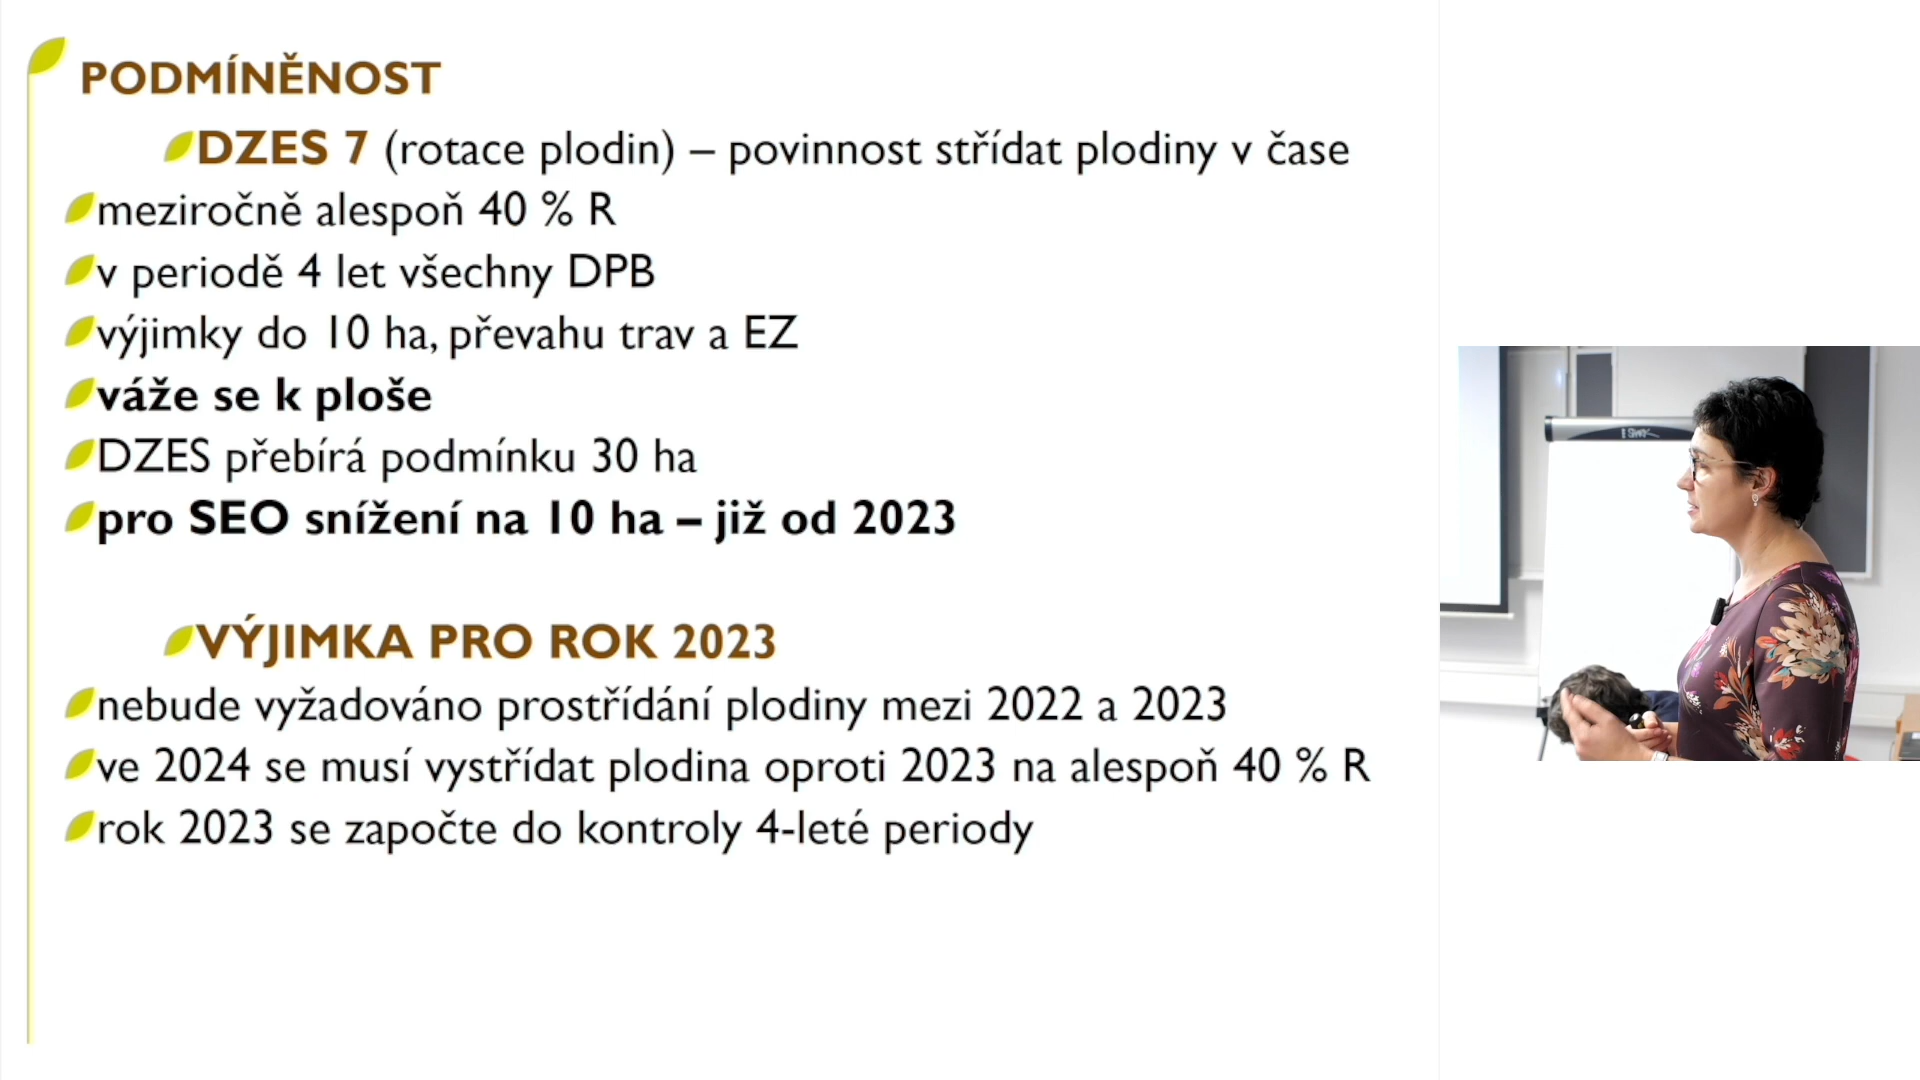 PODMÍNĚNOST
DZES 7 (rotace plodin) – povinnost střídat plodiny v čase
meziročně alespoň 40 % R
v periodě 4 let všechny DPB
výjimky do 10 ha, převahu trav a EZ
váže se k ploše
DZES přebírá podmínku 30 ha
pro SEO snížení na 10 ha – již od 2023
VÝJIMKA PRO ROK 2023
nebude vyžadováno prostřídání plodiny mezi 2022 a 2023
ve 2024 se musí vystřídat plodina oproti 2023 na alespoň 40 % R
rok 2023 se započte do kontroly 4-leté periody